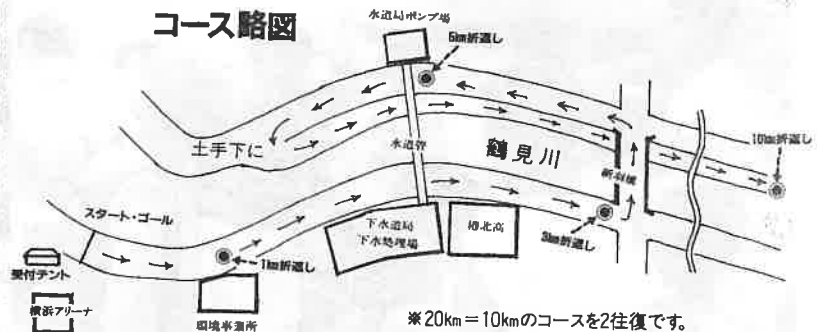 コース略図
水道局ポンプ場
5km折返し
10km折返し
土手下に
水道管
鶴見川
新羽橋
スタート・ゴール
下水道局
下水処理場
港北高
3km折返し
1km折返し
受付テント
横浜アリーナ
環境事業所
※20km=10kmのコースを2往復です。